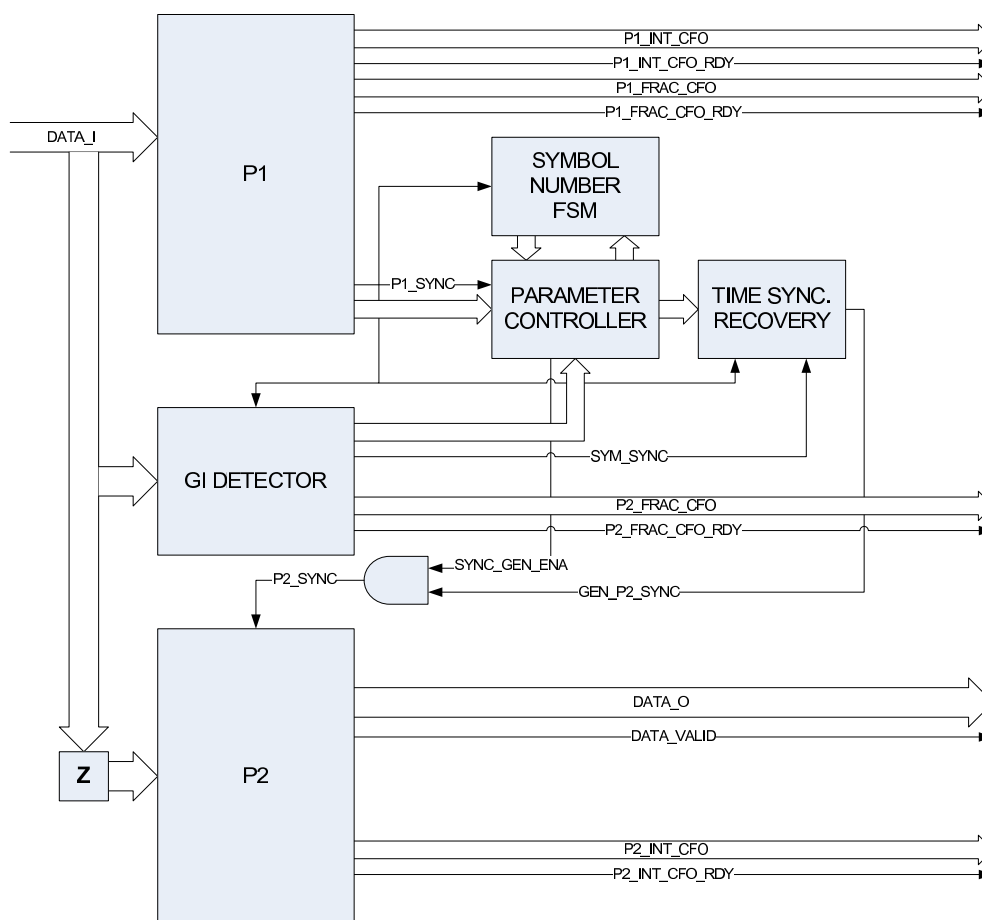 P1_INT_CFO
P1_INT_CFO_RDY
P1_FRAC_CFO
P1_FRAC_CFO_RDY
DATA_I
P1
SYMBOL
NUMBER
FSM
P1_SYNC
PARAMETER
CONTROLLER
TIME SYNC.
RECOVERY
GI DETECTOR
SYM_SYNC
P2_FRAC_CFO
P2_FRAC_CFO_RDY
SYNC_GEN_ENA
P2_SYNC
GEN_P2_SYNC
DATA_O
DATA_VALID
Z
P2
P2_INT_CFO
P2_INT_CFO_RDY